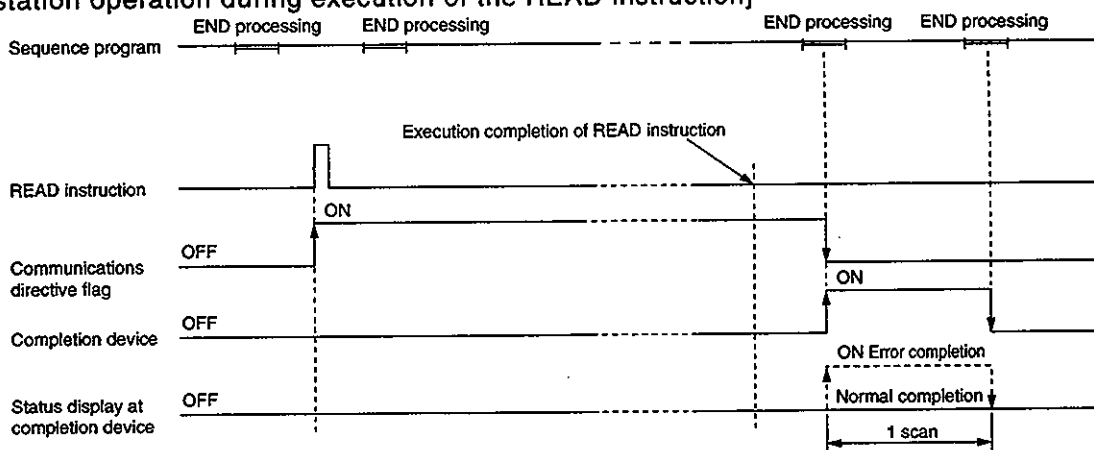 station operation during execution of the READ instruction]
END processing END processing END processing END processing
Sequence program
Execution completion of READ instruction
READ instruction
ON
OFF
Communications
directive flag
ON
OFF
Completion device
ON Error completion
OFF
Normal completion
Status display at
completion device
1 scan